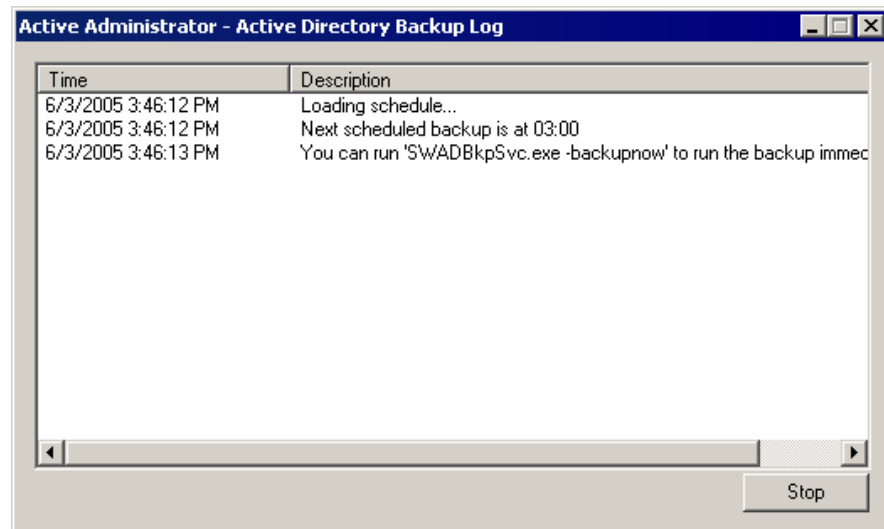 Active Administrator - Active Directory Backup Log
Time Description
6/3/2005 3:46:12 PM Loading schedule...
6/3/2005 3:46:12 PM Next scheduled backup is at 03:00
6/3/2005 3:46:13 PM You can run 'SWADBkpSvc.exe -backupnow' to run the backup immec
Stop